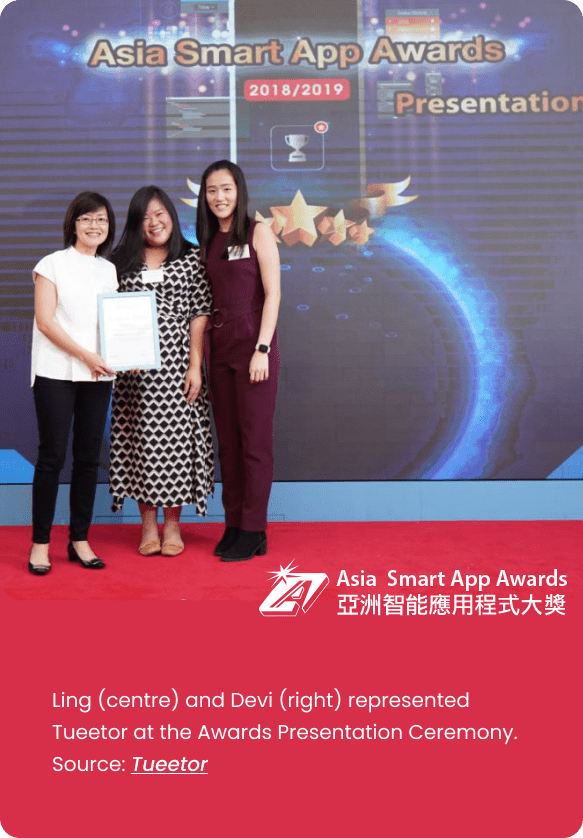 Asia Smart App Awards
2018/2019
Presentation
Asia Smart App Awards
亞洲智能應用程式大獎
Ling (centre) and Devi (right) represented
Tueetor at the Awards Presentation Ceremony.
Source: Tueetor